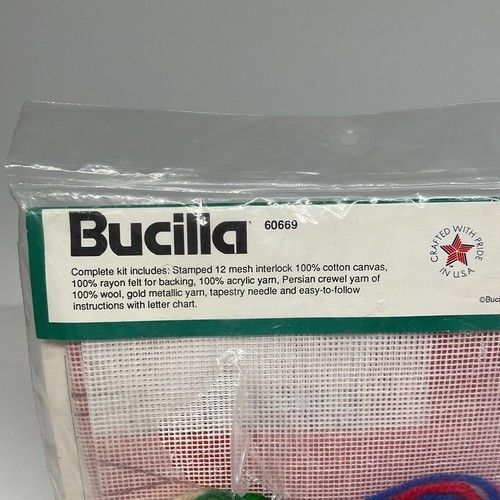 Bucilla 60669
Complete kit includes: Stamped 12 mesh interlock 100% cotton canvas,
100% rayon felt for backing, 100% acrylic yarn, Persian crewel yarn of
100% wool, gold metallic yarn, tapestry needle and easy-to-follow
instructions with letter chart.
CRAFTED WITH PRIDE
IN U.S.A.
©Buci